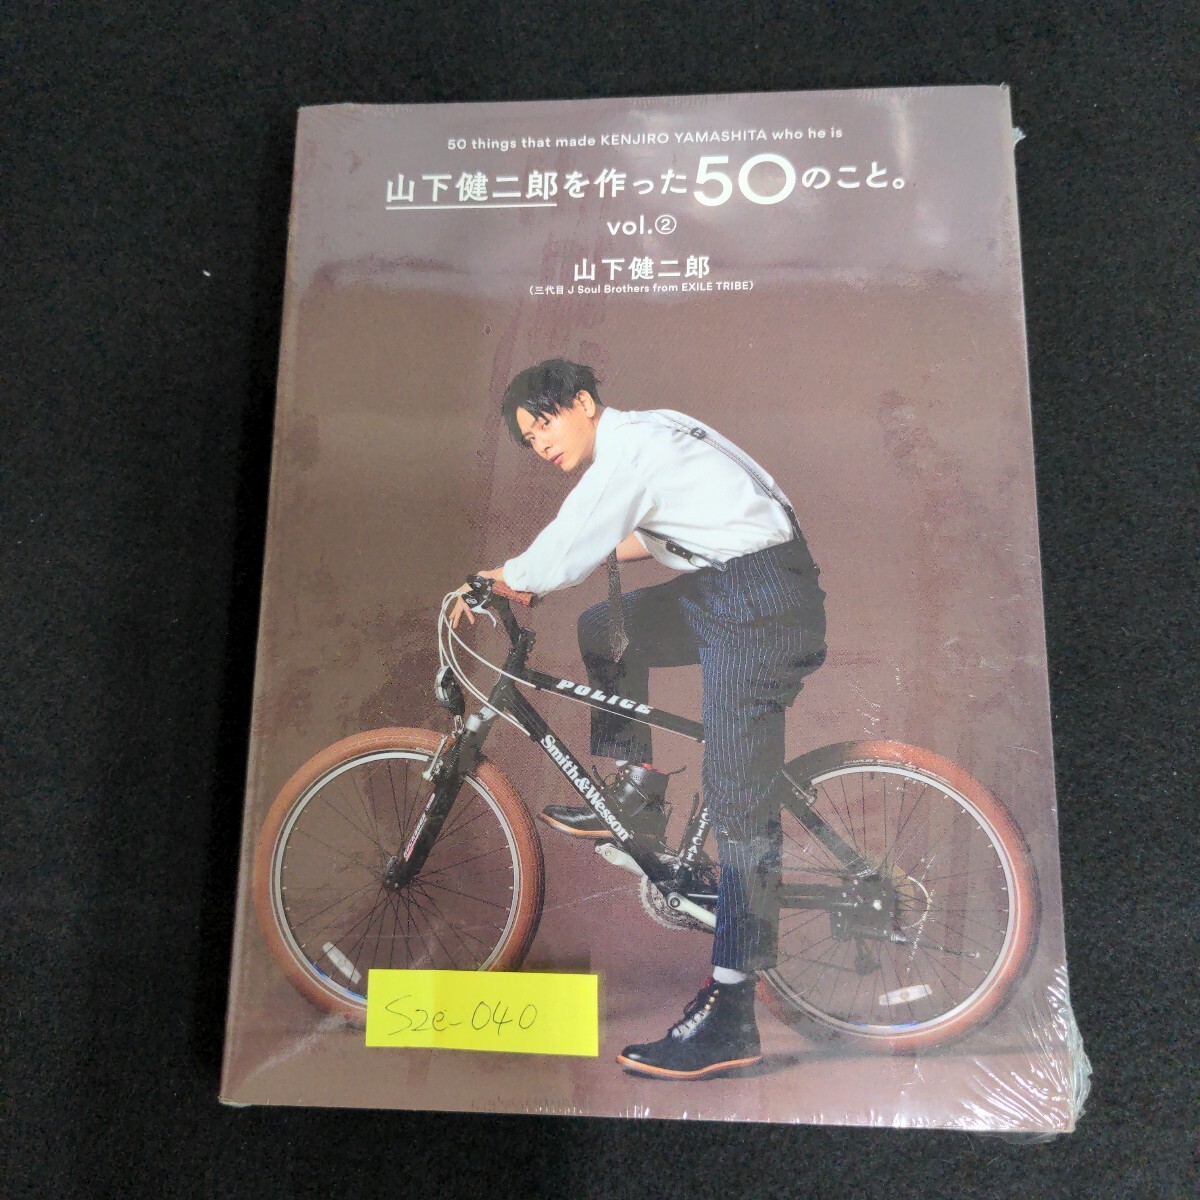 50 things that made KENJIRO YAMASHITA who he is
山下健二郎を作った50のこと。
vol.②
山下健二郎
(三代目 J Soul Brothers from EXILE TRIBE)
POLICE
Smith&Wesson
S2e-040